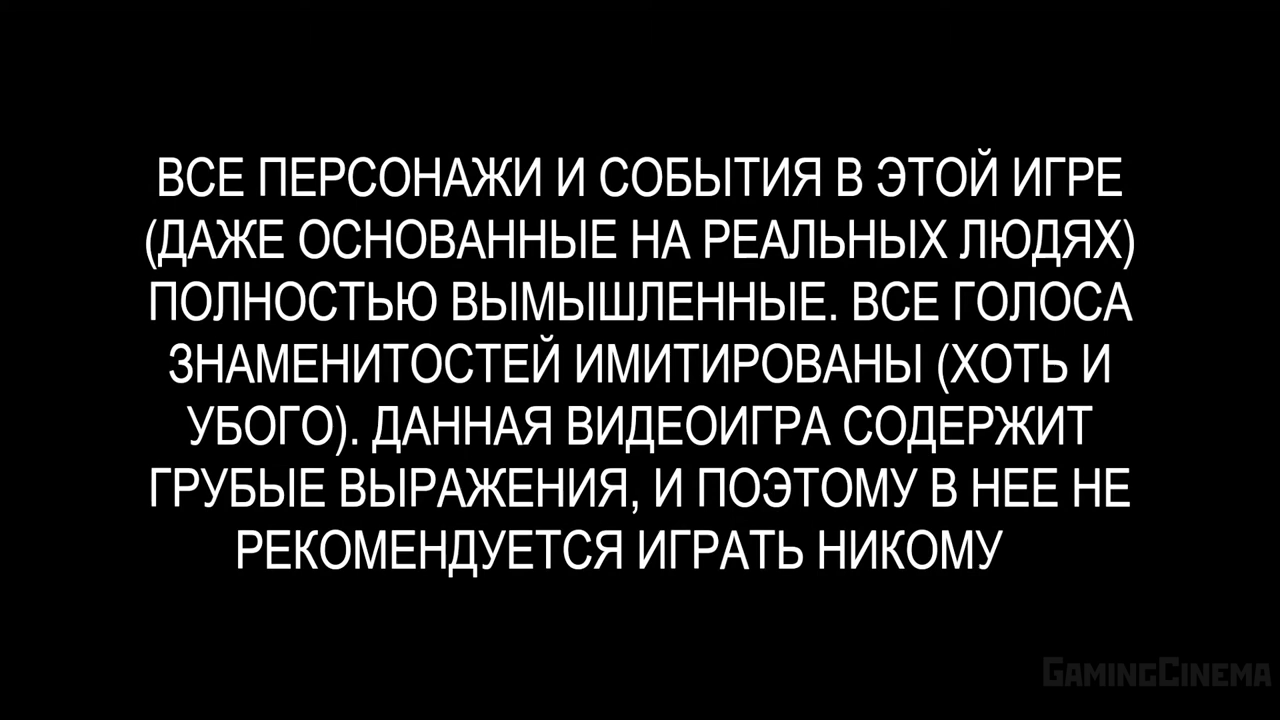 ВСЕ ПЕРСОНАЖИ И СОБЫТИЯ В ЭТОЙ ИГРЕ
(ДАЖЕ ОСНОВАННЫЕ НА РЕАЛЬНЫХ ЛЮДЯХ)
ПОЛНОСТЬЮ ВЫМЫШЛЕННЫЕ. ВСЕ ГОЛОСА
ЗНАМЕНИТОСТЕЙ ИМИТИРОВАНЫ (ХОТЬ И
УБОГО). ДАННАЯ ВИДЕОИГРА СОДЕРЖИТ
ГРУБЫЕ ВЫРАЖЕНИЯ, И ПОЭТОМУ В НЕЕ НЕ
РЕКОМЕНДУЕТСЯ ИГРАТЬ НИКОМУ
GAMINGCINEMA